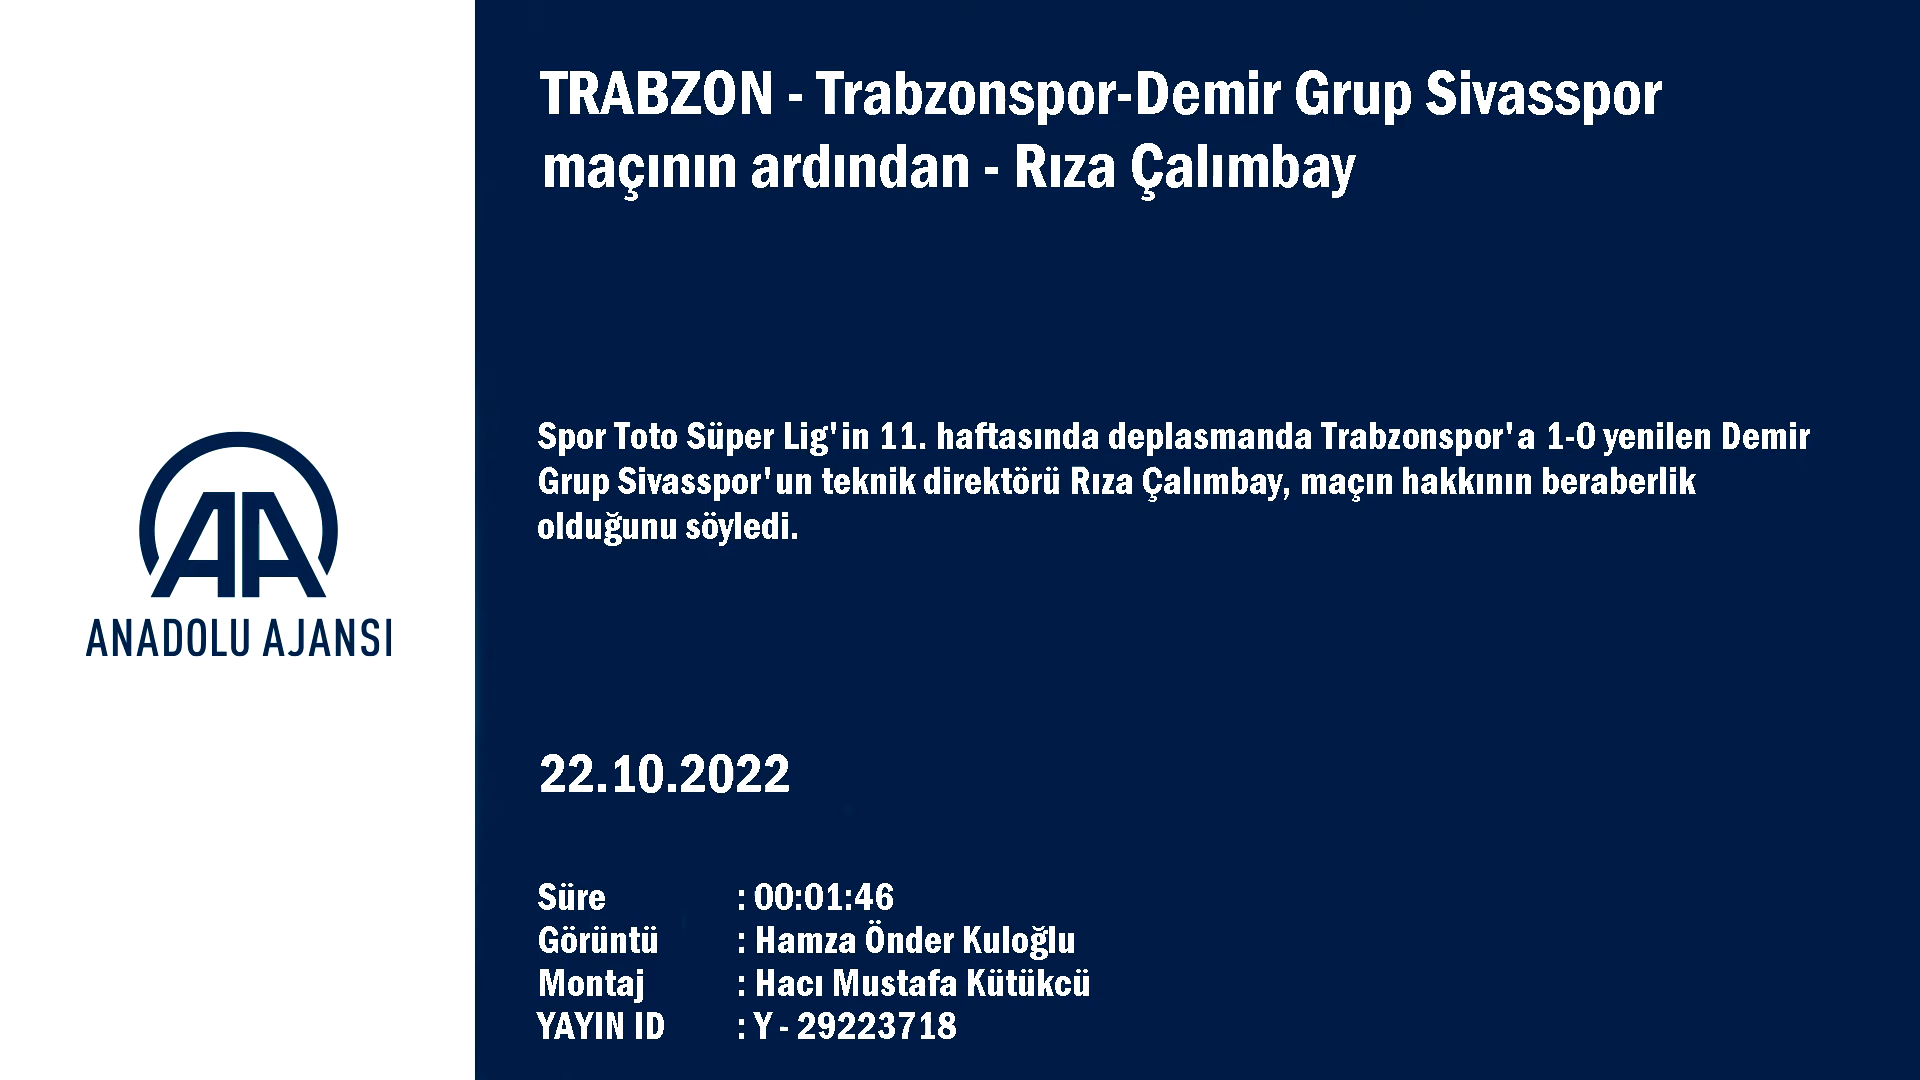 TRABZON - Trabzonspor-Demir Grup Sivasspor
maçının ardından - Rıza Çalımbay
Spor Toto Süper Lig'in 11. haftasında deplasmanda Trabzonspor'a 1-0 yenilen Demir
Grup Sivasspor'un teknik direktörü Rıza Çalımbay, maçın hakkının beraberlik
olduğunu söyledi.
AA
ANADOLU AJANSI
22.10.2022
Süre : 00:01:46
Görüntü : Hamza Önder Kuloğlu
Montaj : Hacı Mustafa Kütükcü
YAYIN ID : Y - 29223718